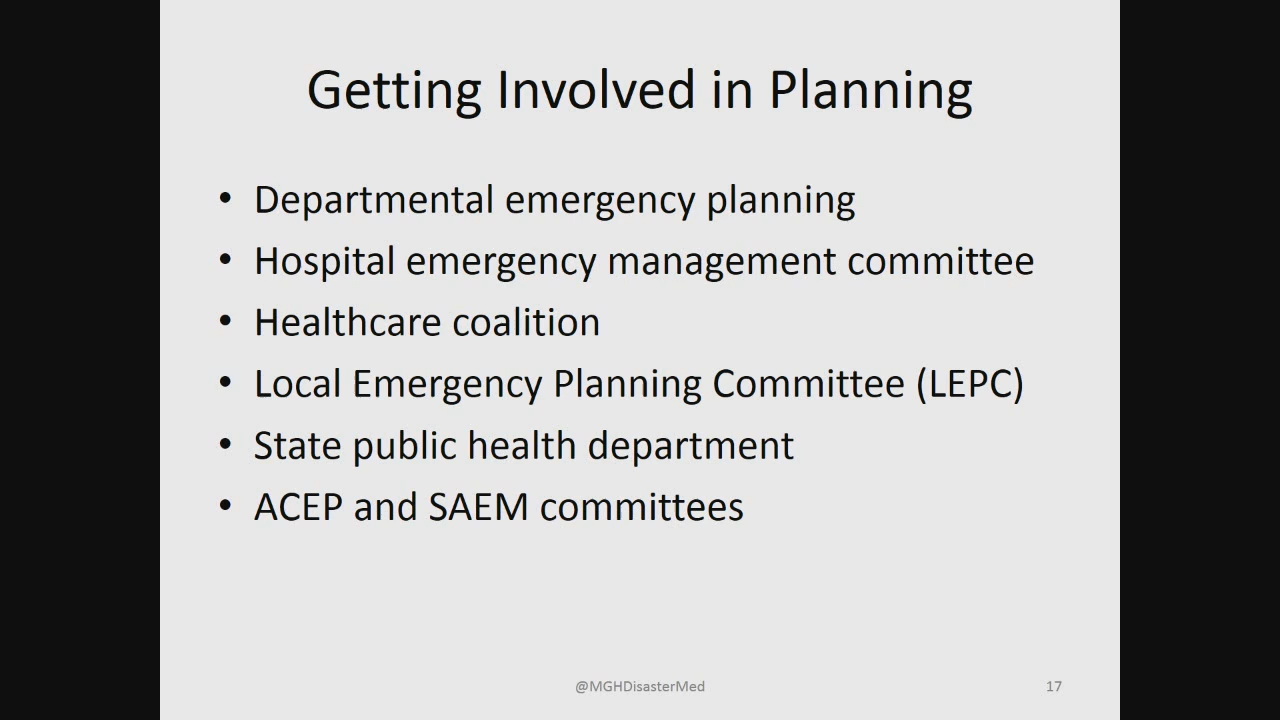 Getting Involved in Planning
• Departmental emergency planning
• Hospital emergency management committee
• Healthcare coalition
• Local Emergency Planning Committee (LEPC)
• State public health department
• ACEP and SAEM committees
@MGHDisasterMed
17